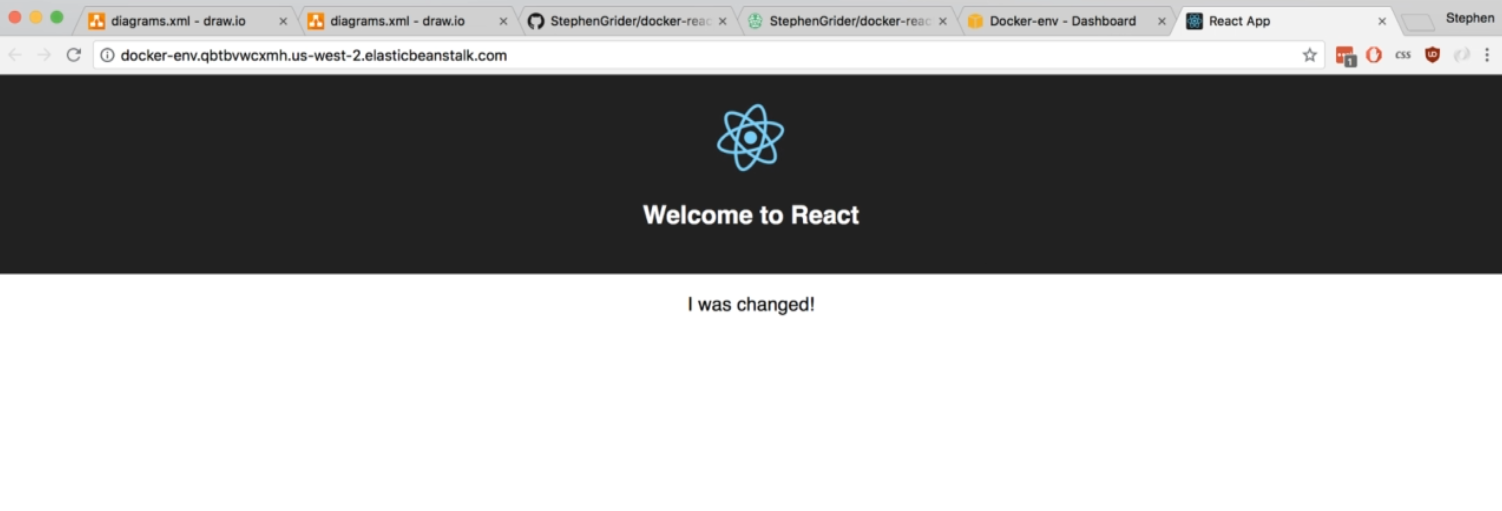 diagrams.xml - draw.io
diagrams.xml - draw.io
StephenGrider/docker-reac
StephenGrider/docker-reac
Docker-env - Dashboard
React App
Stephen
docker-env.qbtbvwcxmh.us-west-2.elasticbeanstalk.com
1
css
Welcome to React
I was changed!